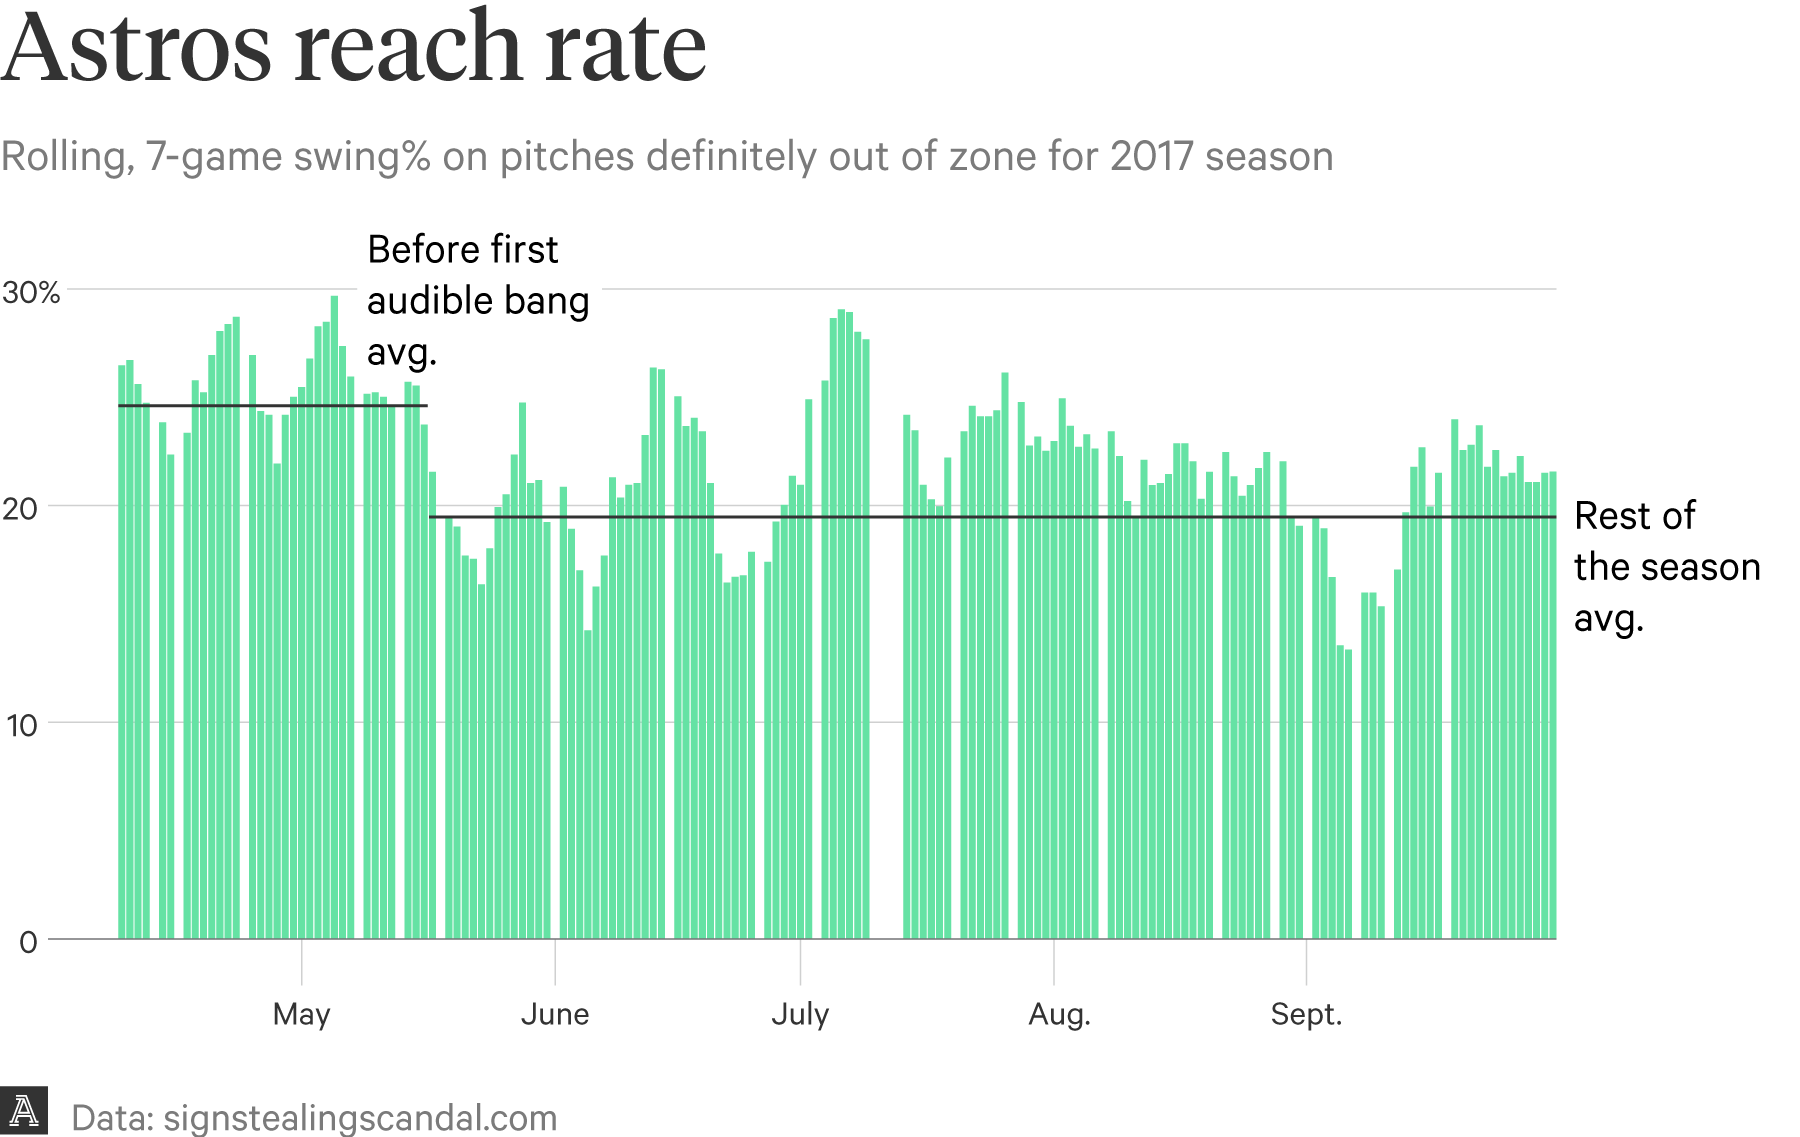 Astros reach rate
Rolling, 7-game swing% on pitches definitely out of zone for 2017 season
Before first
audible bang
avg.
30%
20
10
0
Rest of
the season
avg.
May
June
July
Aug.
Sept.
A
Data: signstealingscandal.com